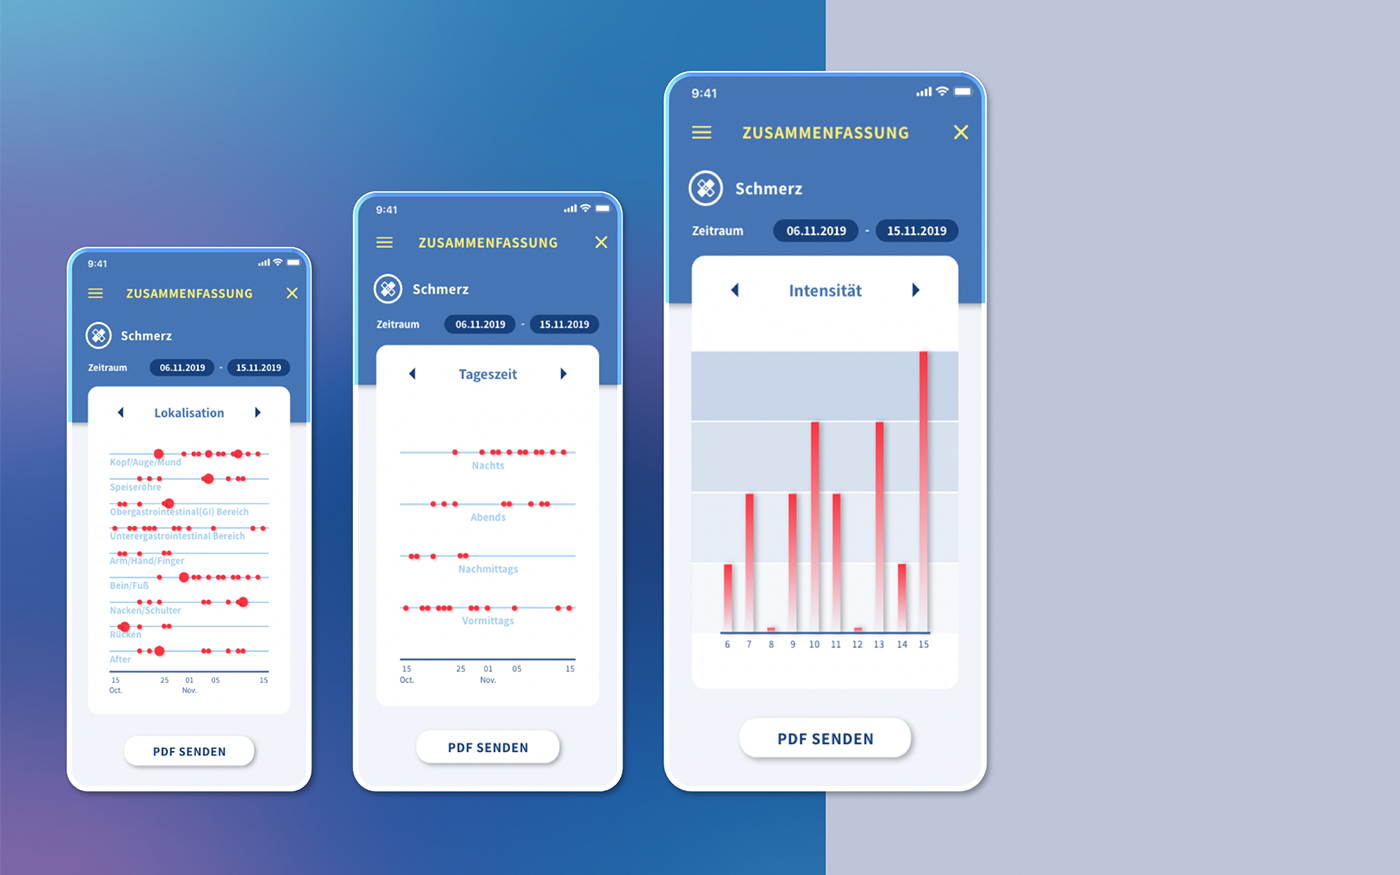 9:41
ZUSAMMENFASSUNG
Schmerz
Zeitraum 06.11.2019 - 15.11.2019
Lokalisation
Kopf/Auge/Mund
Speiseröhre
Obergastrointestinal(GI) Bereich
Unterergastrointestinal Bereich
Arm/Hand/Finger
Bein/Fuß
Nacken/Schulter
Rücken
After
15 25 01 05 15
Oct. Nov.
PDF SENDEN
9:41
ZUSAMMENFASSUNG
Schmerz
Zeitraum 06.11.2019 - 15.11.2019
Tageszeit
Nachts
Abends
Nachmittags
Vormittags
15 25 01 05 15
Oct. Nov.
PDF SENDEN
9:41
ZUSAMMENFASSUNG
Schmerz
Zeitraum 06.11.2019 - 15.11.2019
Intensität
6 7 8 9 10 11 12 13 14 15
PDF SENDEN